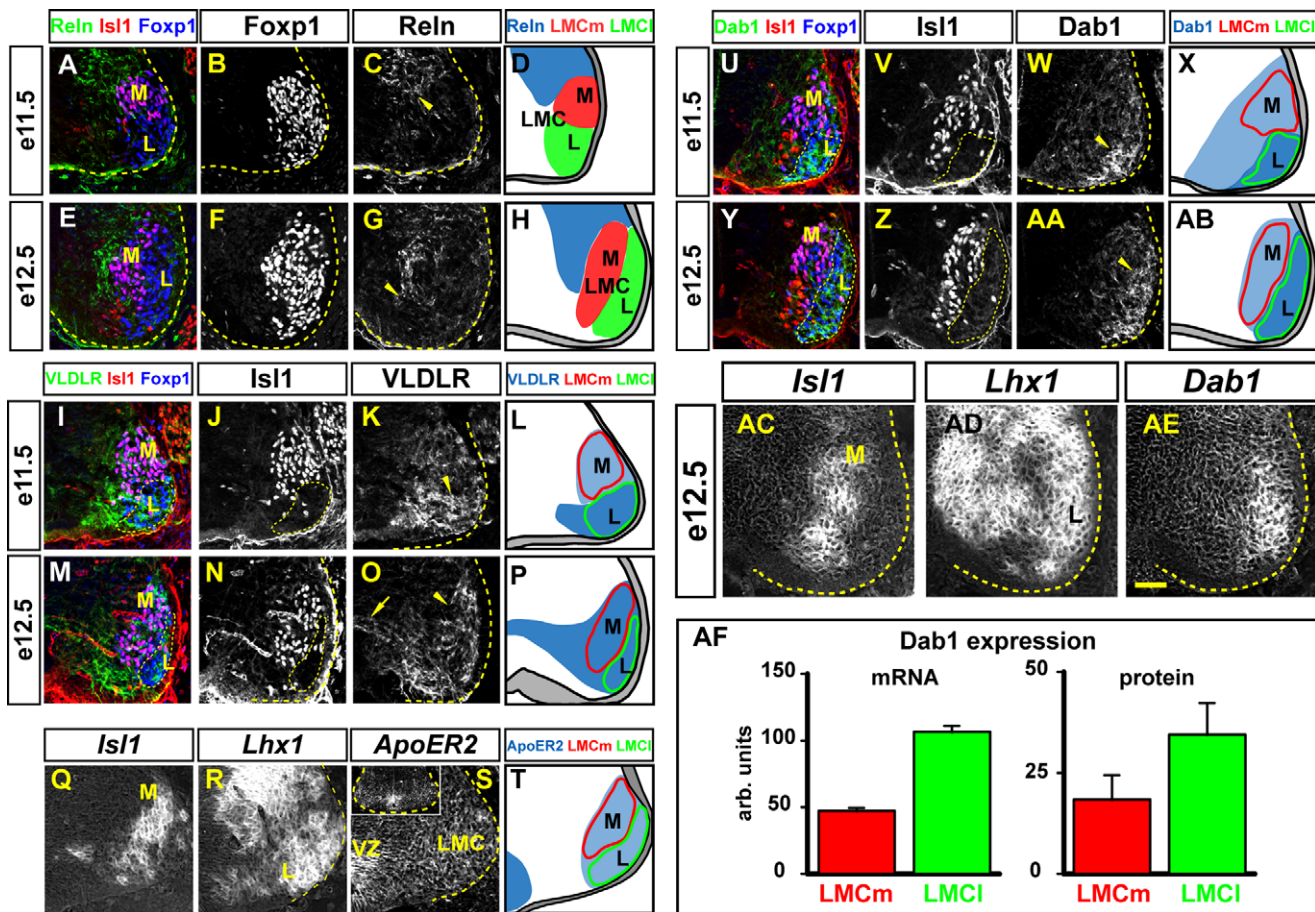 Reln Isl1 Foxp1
Foxp1
Reln
Reln LMCm LMCl
e11.5
A
M
L
B
C
D
M
LMC
L
e12.5
E
M
L
F
G
H
M
LMC
L
VLDLR Isl1 Foxp1
Isl1
VLDLR
VLDLR LMCm LMCl
e11.5
I
M
L
J
K
L
M
L
e12.5
M
M
L
N
O
P
M
L
Isl1
Lhx1
ApoER2
ApoER2 LMCm LMCl
Q
M
R
L
S
VZ
LMC
T
M
L
Dab1 Isl1 Foxp1
Isl1
Dab1
Dab1 LMCm LMCl
e11.5
U
M
L
V
W
X
M
L
e12.5
Y
M
L
Z
AA
AB
M
L
Isl1
Lhx1
Dab1
e12.5
AC
M
AD
L
AE
AF
Dab1 expression
mRNA
protein
arb. units
150
100
50
0
50
25
0
LMCm
LMCl
LMCm
LMCl